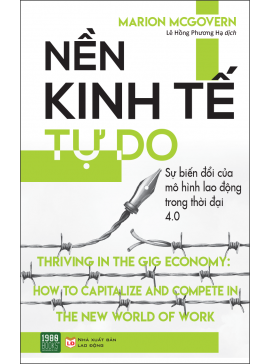 MARION MCGOVERN
Lê Hồng Phương Hạ dịch
NỀN
KINH TẾ
TỰ DO
Sự biến đổi của
mô hình lao động
trong thời đại
4.0
THRIVING IN THE GIG ECONOMY:
HOW TO CAPITALIZE AND COMPETE IN
THE NEW WORLD OF WORK
1980
BOOKS
NHÀ XUẤT BẢN
LAO ĐỘNG